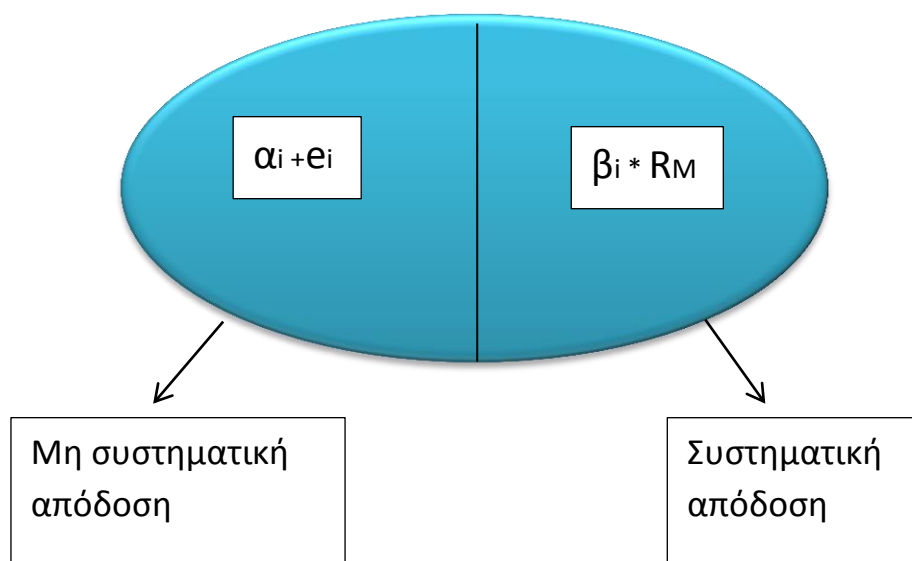 αi +ei
βi * RM
Μη συστηματική
απόδοση
Συστηματική
απόδοση